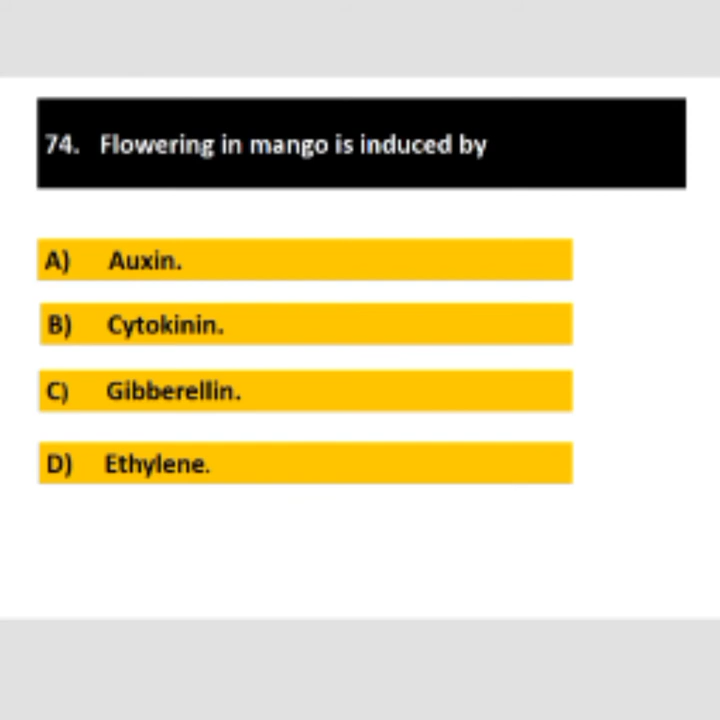 74. Flowering in mango is induced by
A) Auxin.
B) Cytokinin.
C) Gibberellin.
D) Ethylene.